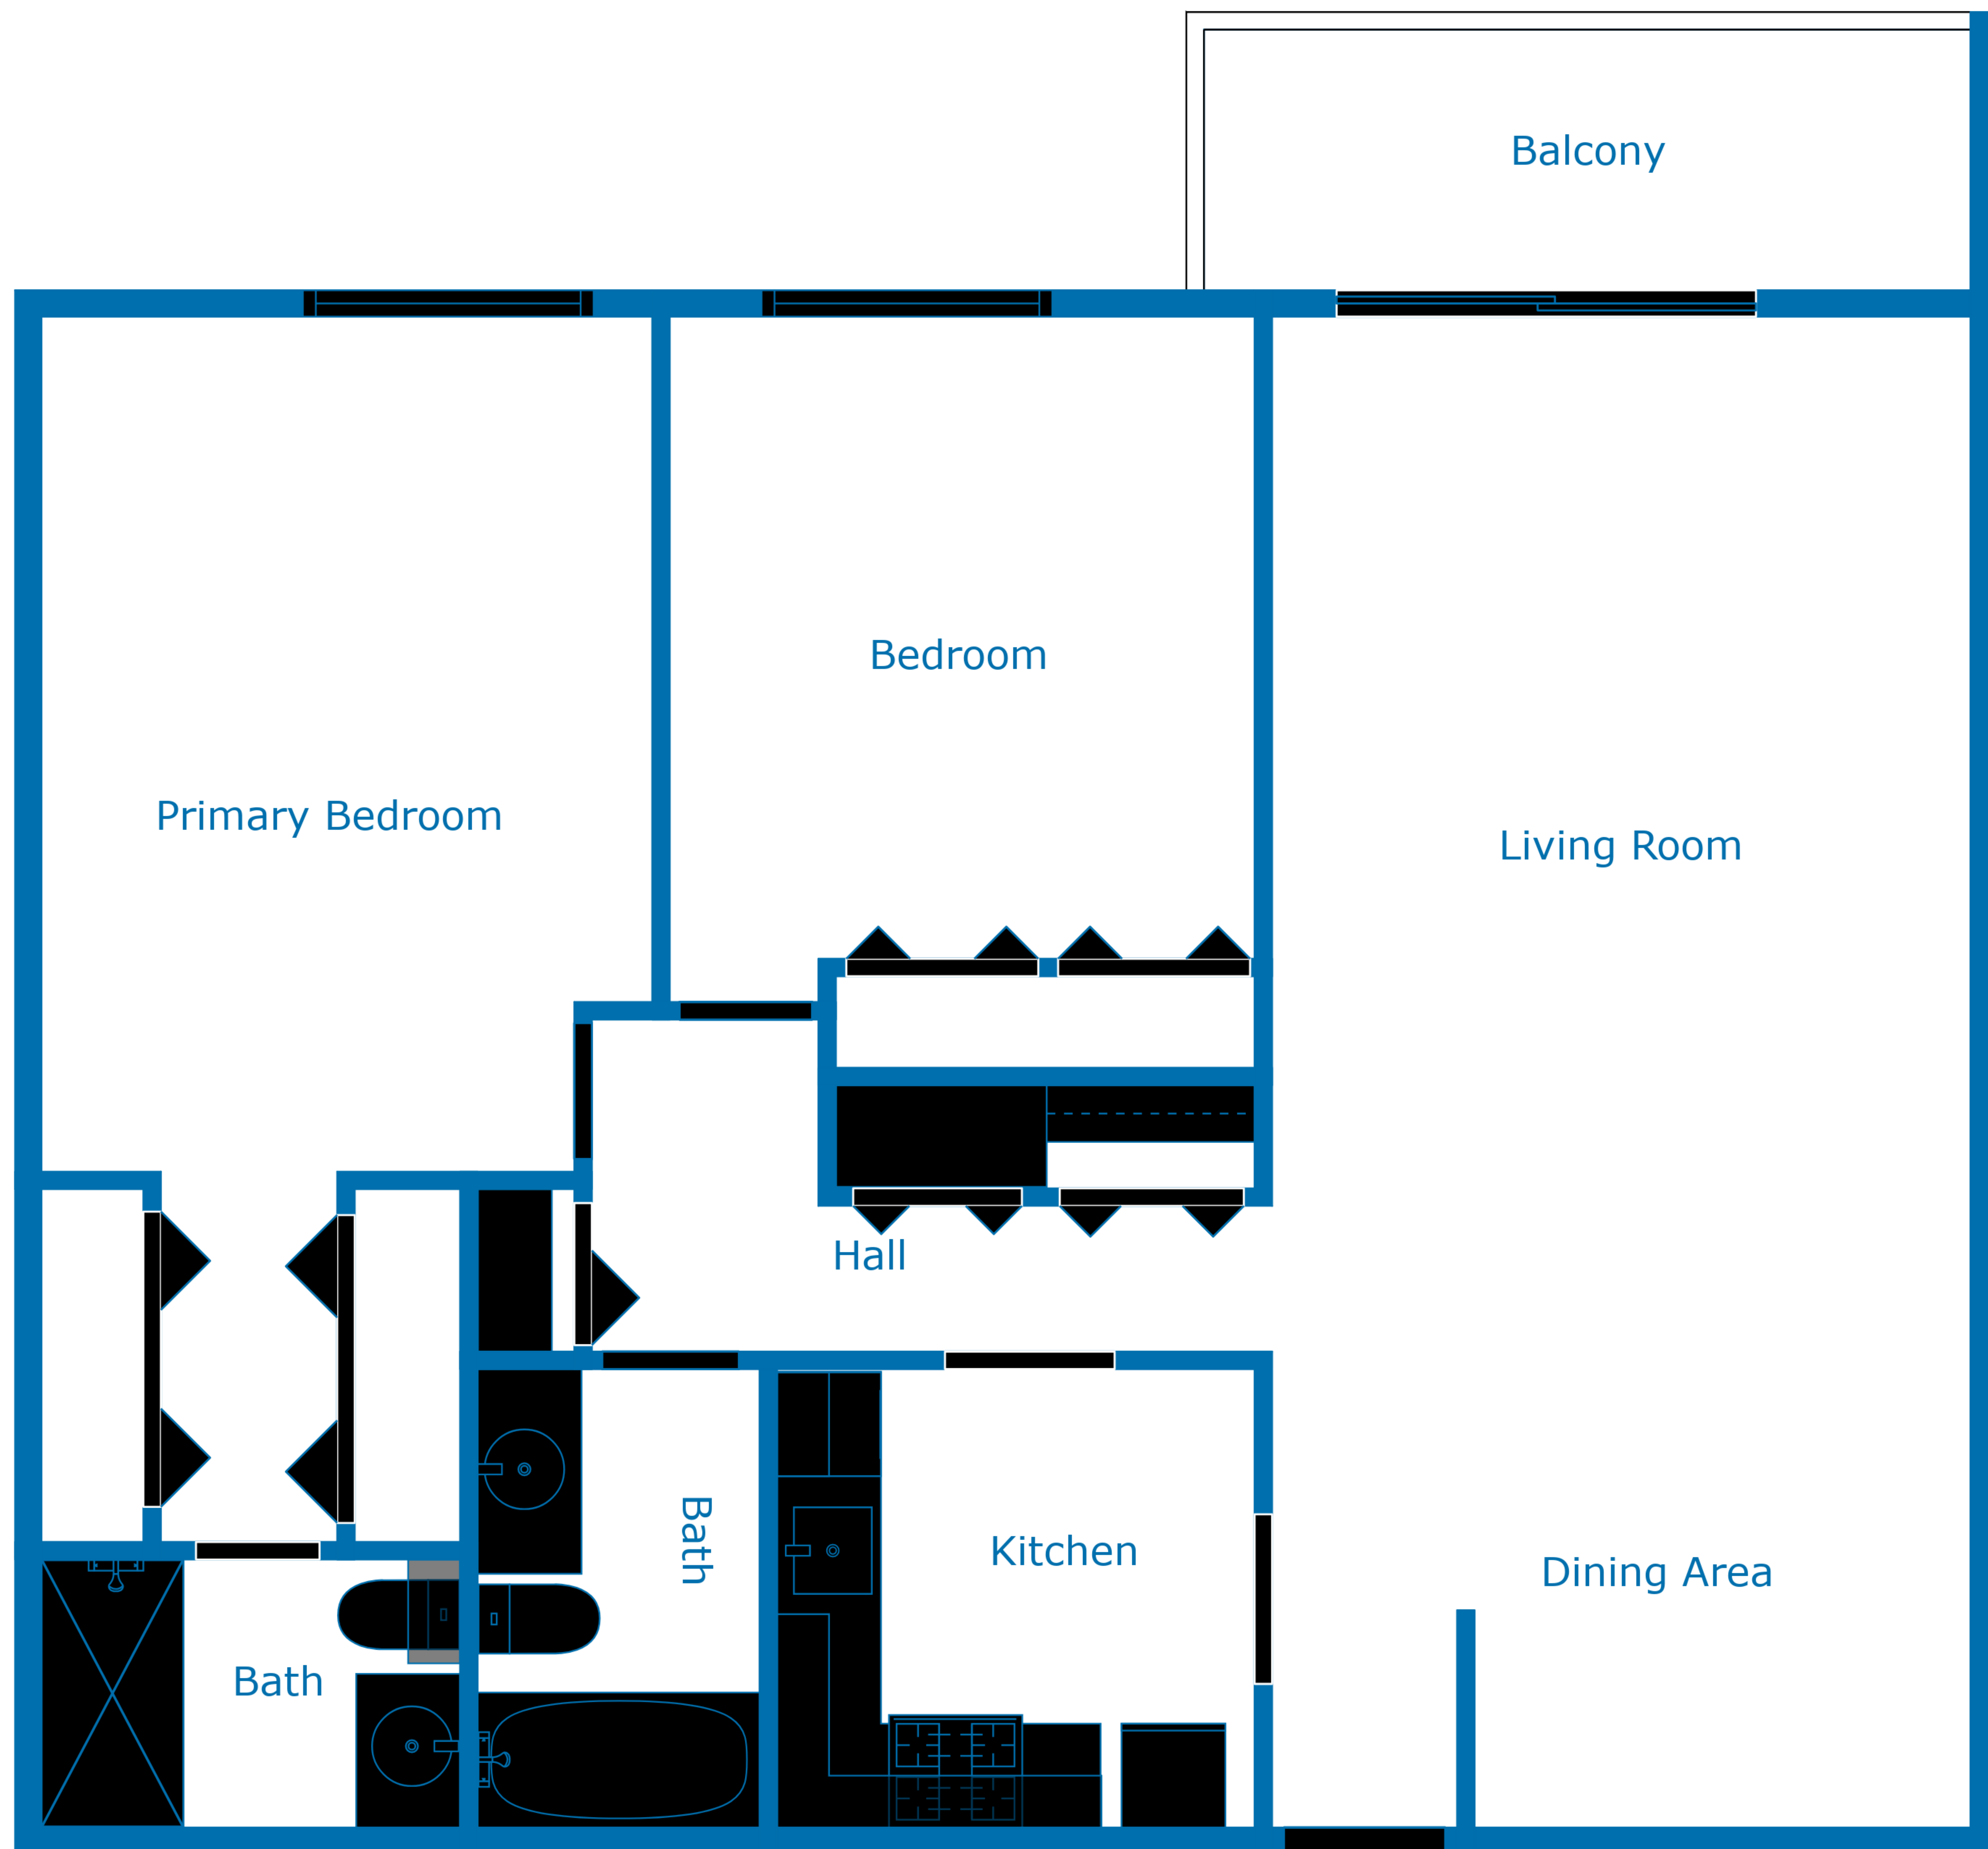 Balcony
Bedroom
Primary Bedroom
Living Room
Hall
Bath
Kitchen
Dining Area
Bath